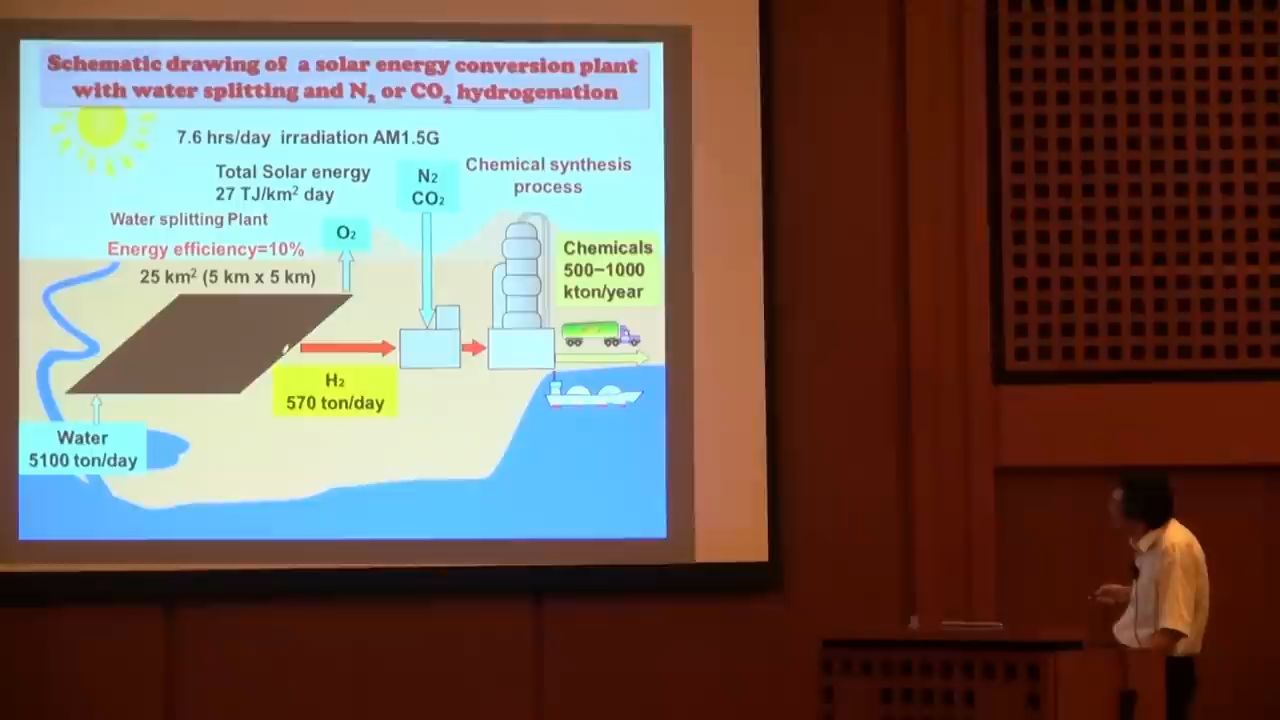 Schematic drawing of a solar energy conversion plant
with water splitting and N₂ or CO₂ hydrogenation
7.6 hrs/day irradiation AM1.5G
Total Solar energy
27 TJ/km² day
N₂
CO₂
Chemical synthesis
process
Water splitting Plant
O₂
Energy efficiency=10%
25 km² (5 km x 5 km)
Chemicals
500−1000
kton/year
H₂
570 ton/day
Water
5100 ton/day